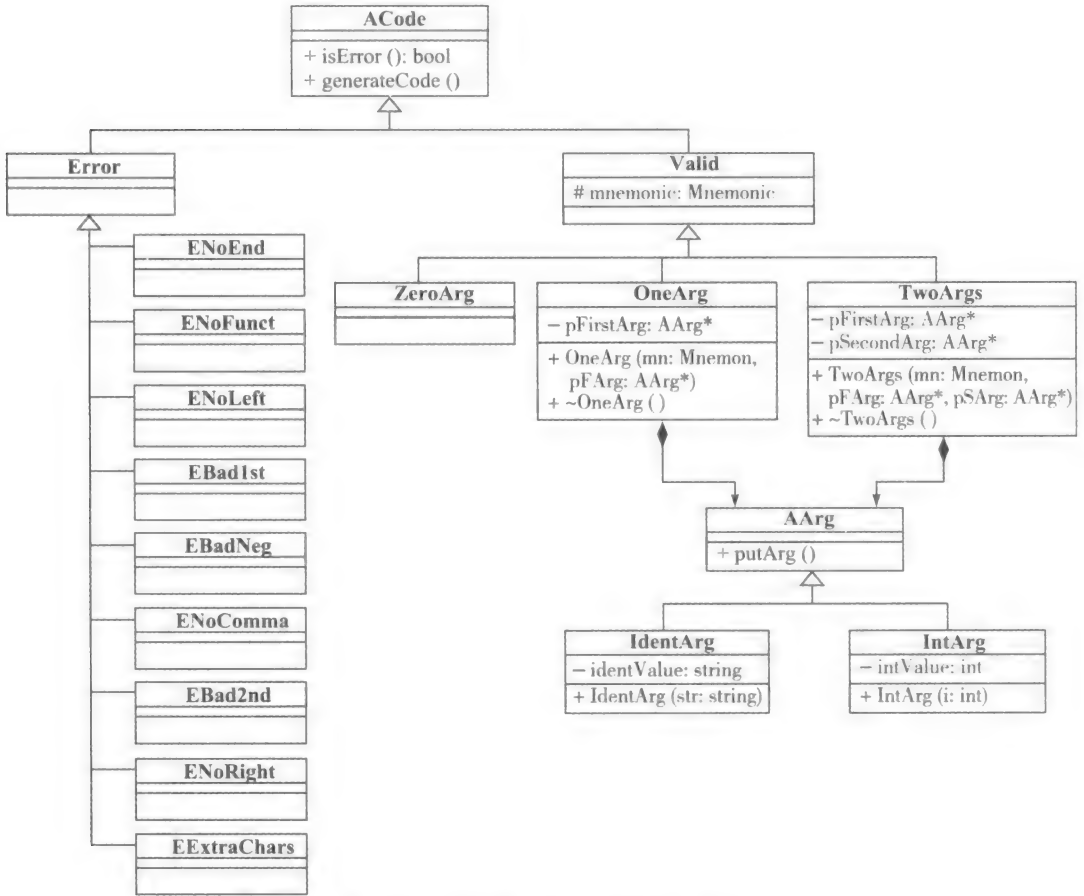 ACode
+ isError (): bool
+ generateCode ()
Error
Valid
# mnemonic: Mnemonic
ENoEnd
ENoFunct
ENoLeft
EBad1st
EBadNeg
ENoComma
EBad2nd
ENoRight
EExtraChars
ZeroArg
OneArg
− pFirstArg: AArg*
+ OneArg (mn: Mnemon,
pFArg: AArg*)
+ ~OneArg ()
TwoArgs
− pFirstArg: AArg*
− pSecondArg: AArg*
+ TwoArgs (mn: Mnemon,
pFArg: AArg*, pSArg: AArg*)
+ ~TwoArgs ()
AArg
+ putArg ()
IdentArg
− identValue: string
+ IdentArg (str: string)
IntArg
− intValue: int
+ IntArg (i: int)